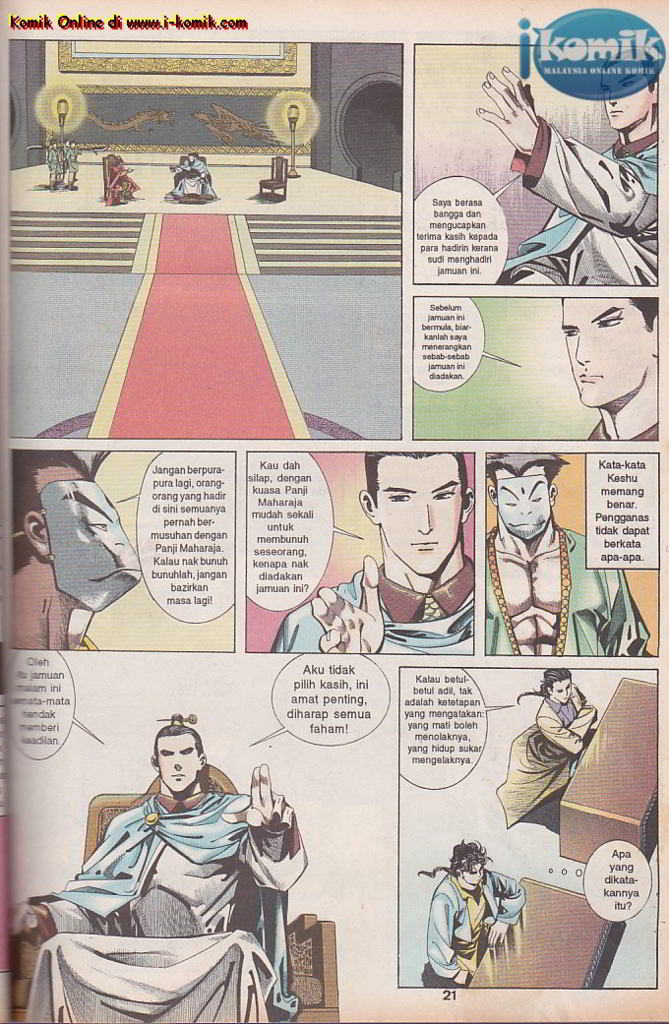 Komik Online di www.i-komik.com
ikomik
MALAYSIA ONLINE KOMIK
Saya berasa
bangga dan
mengucapkan
terima kasih kepada
para hadirin kerana
sudi menghadiri
jamuan ini.
Sebelum
jamuan ini
bermula, biar-
kanlah saya
menerangkan
sebab-sebab
jamuan ini
diadakan.
Jangan berpura-
pura lagi, orang-
orang yang hadir
di sini semuanya
pernah ber-
musuhan dengan
Panji Maharaja.
Kalau nak bunuh
bunuhlah, jangan
bazirkan
masa lagi!
Kau dah
silap, dengan
kuasa Panji
Maharaja
mudah sekali
untuk
membunuh
seseorang,
kenapa nak
diadakan
jamuan ini?
Kata-kata
Keshu
memang
benar.
Pengganas
tidak dapat
berkata
apa-apa.
Oleh
itu jamuan
malam ini
semata-mata
hendak
memberi
keadilan.
Aku tidak
pilih kasih, ini
amat penting,
diharap semua
faham!
Kalau betul-
betul adil, tak
adalah ketetapan
yang mengatakan:
yang mati boleh
menolaknya,
yang hidup sukar
mengelaknya.
Apa
yang
dikata-
kannya
itu?
21